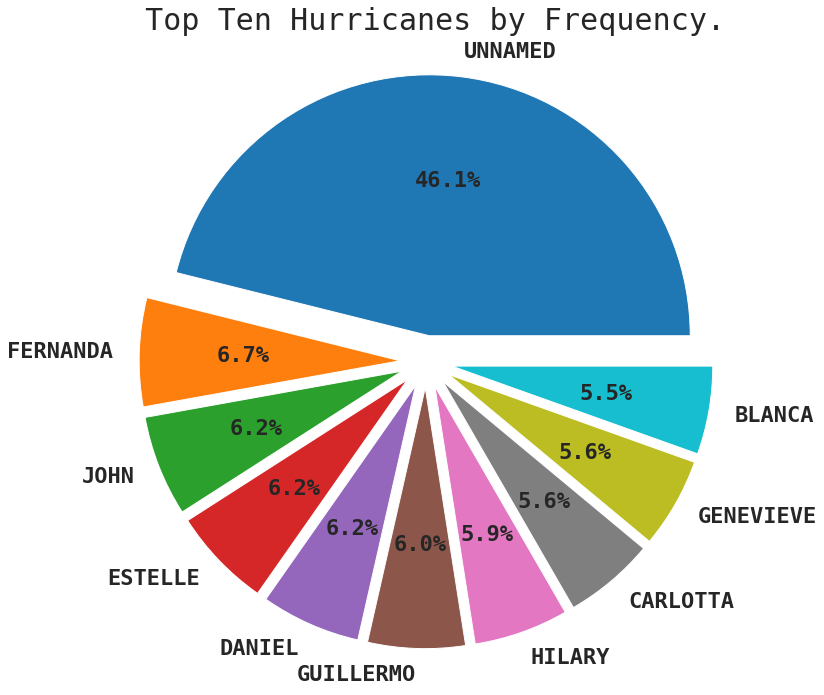 Top Ten Hurricanes by Frequency.
UNNAMED
46.1%
FERNANDA
6.7%
JOHN
6.2%
ESTELLE
6.2%
DANIEL
6.2%
GUILLERMO
6.0%
HILARY
5.9%
CARLOTTA
5.6%
GENEVIEVE
5.6%
BLANCA
5.5%